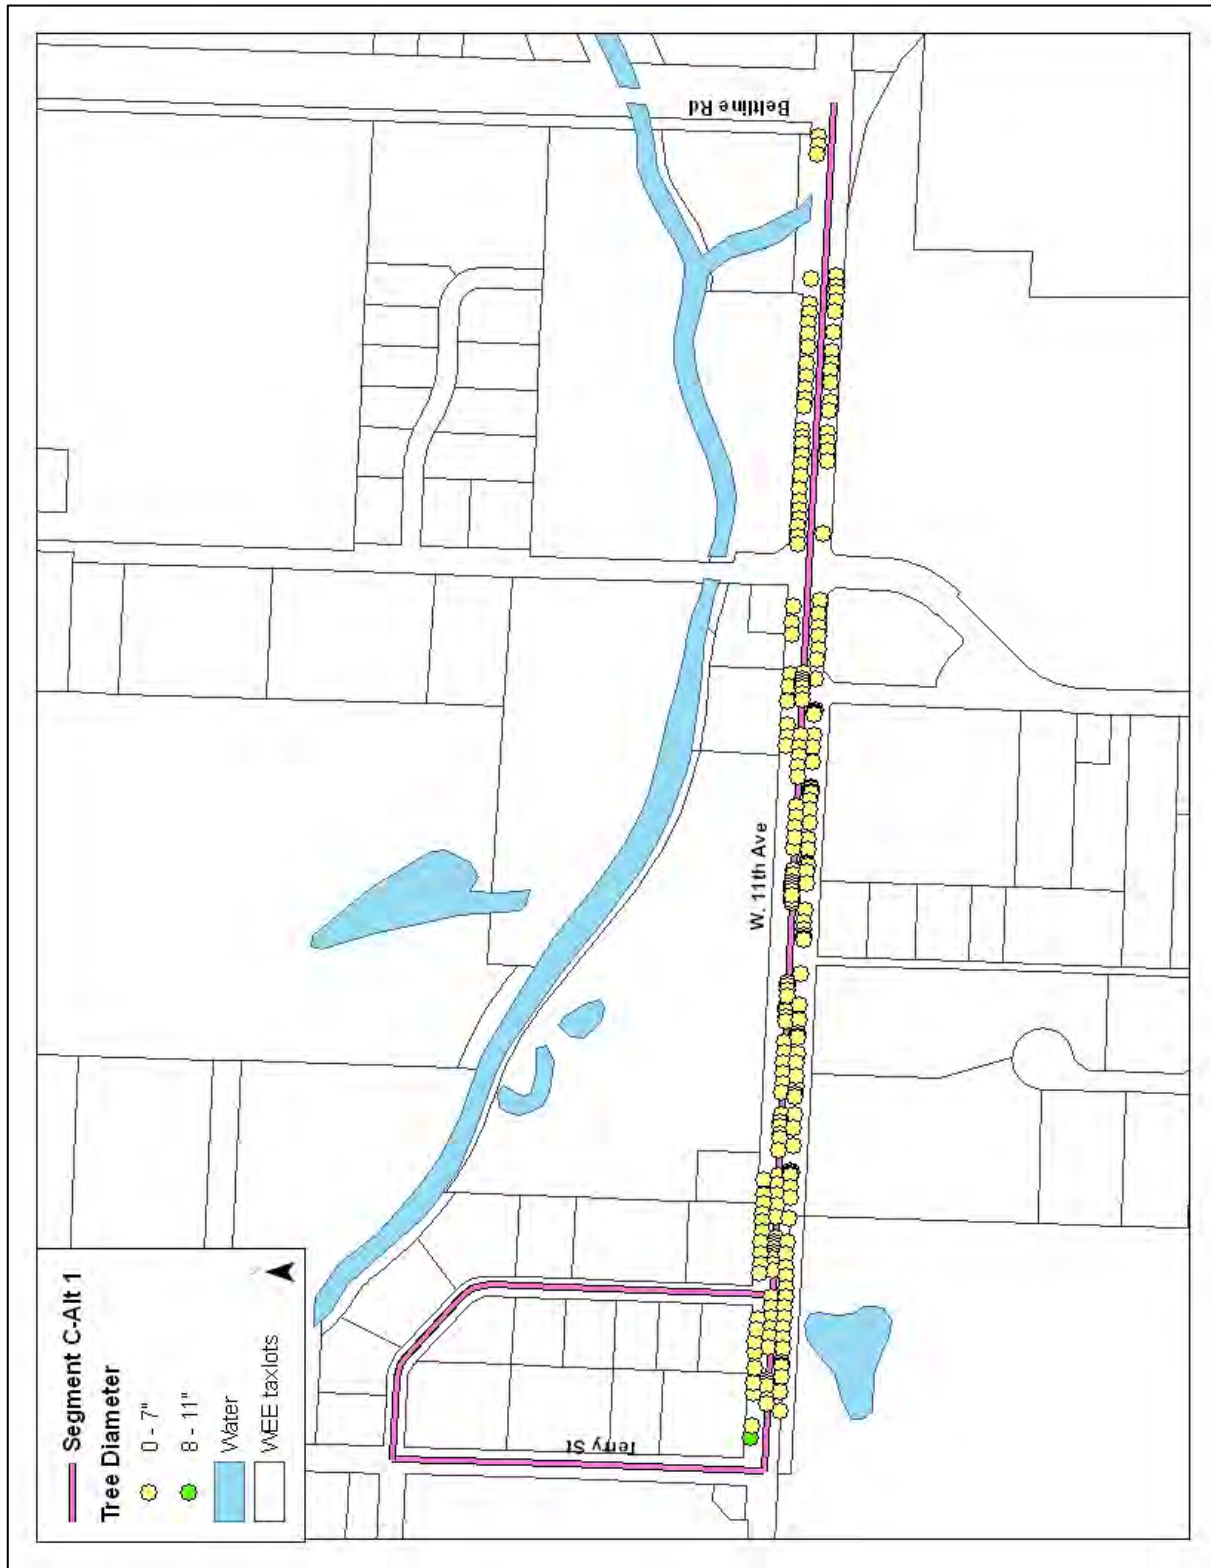 Segment C-Alt 1
Tree Diameter
0 - 7"
8 - 11"
Water
WEE taxlots
Terry St
W. 11th Ave
Beltline Rd